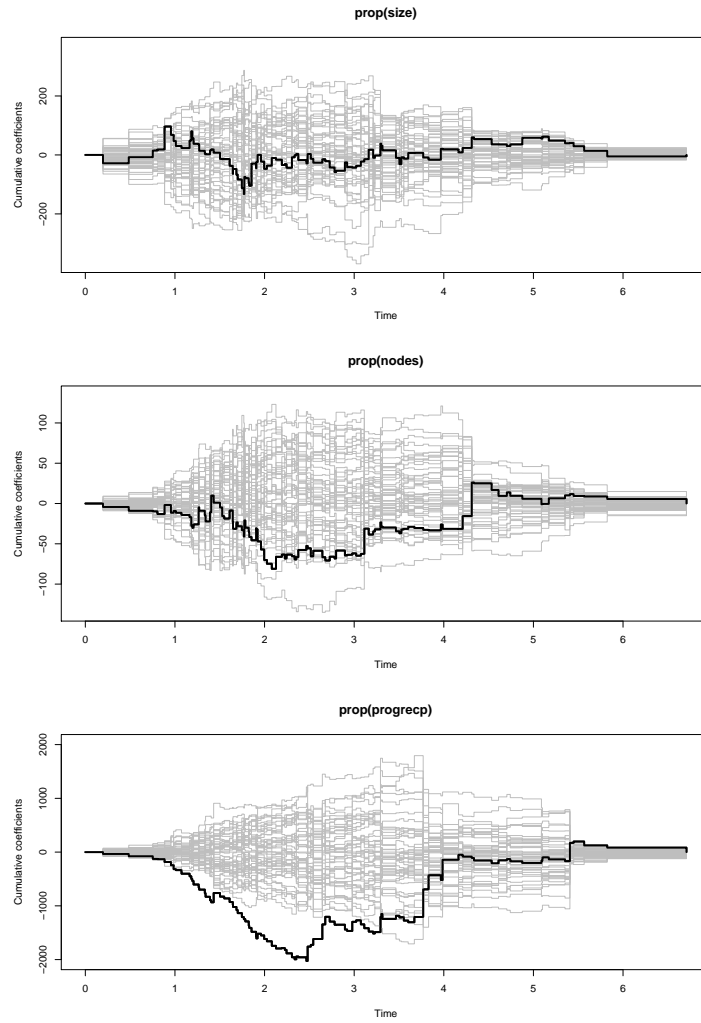 prop(size)
Cumulative coefficients
200
0
−200
0 1 2 3 4 5 6
Time
prop(nodes)
Cumulative coefficients
100
50
0
−50
−100
0 1 2 3 4 5 6
Time
prop(progrecp)
Cumulative coefficients
2000
1000
0
−1000
−2000
0 1 2 3 4 5 6
Time